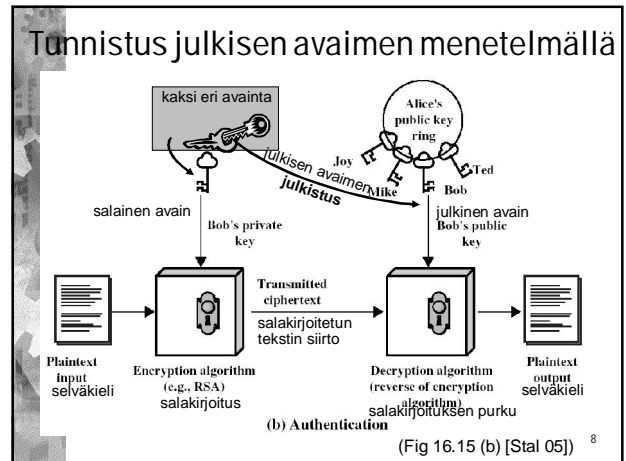 Tunnistus julkisen avaimen menetelmällä
kaksi eri avainta
Alice's
public key
ring
Joy
Mike
Bob
Ted
julkisen avaimen
julkistus
salainen avain
Bob's private
key
julkinen avain
Bob's public
key
Transmitted
ciphertext
salakirjoitetun
tekstin siirto
Plaintext
input
selväkieli
Encryption algorithm
(e.g., RSA)
salakirjoitus
Decryption algorithm
(reverse of encryption
algorithm)
salakirjoituksen purku
Plaintext
output
selväkieli
(b) Authentication
(Fig 16.15 (b) [Stal 05])
8